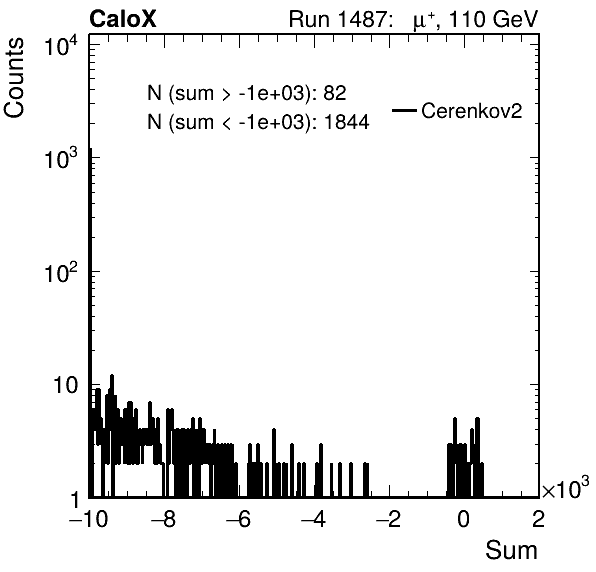 CaloX Run 1487: μ⁺, 110 GeV
Counts
N (sum > -1e+03): 82
N (sum < -1e+03): 1844
Cerenkov2
10⁴
10³
10²
10
1
−10 −8 −6 −4 −2 0 2
×10³
Sum